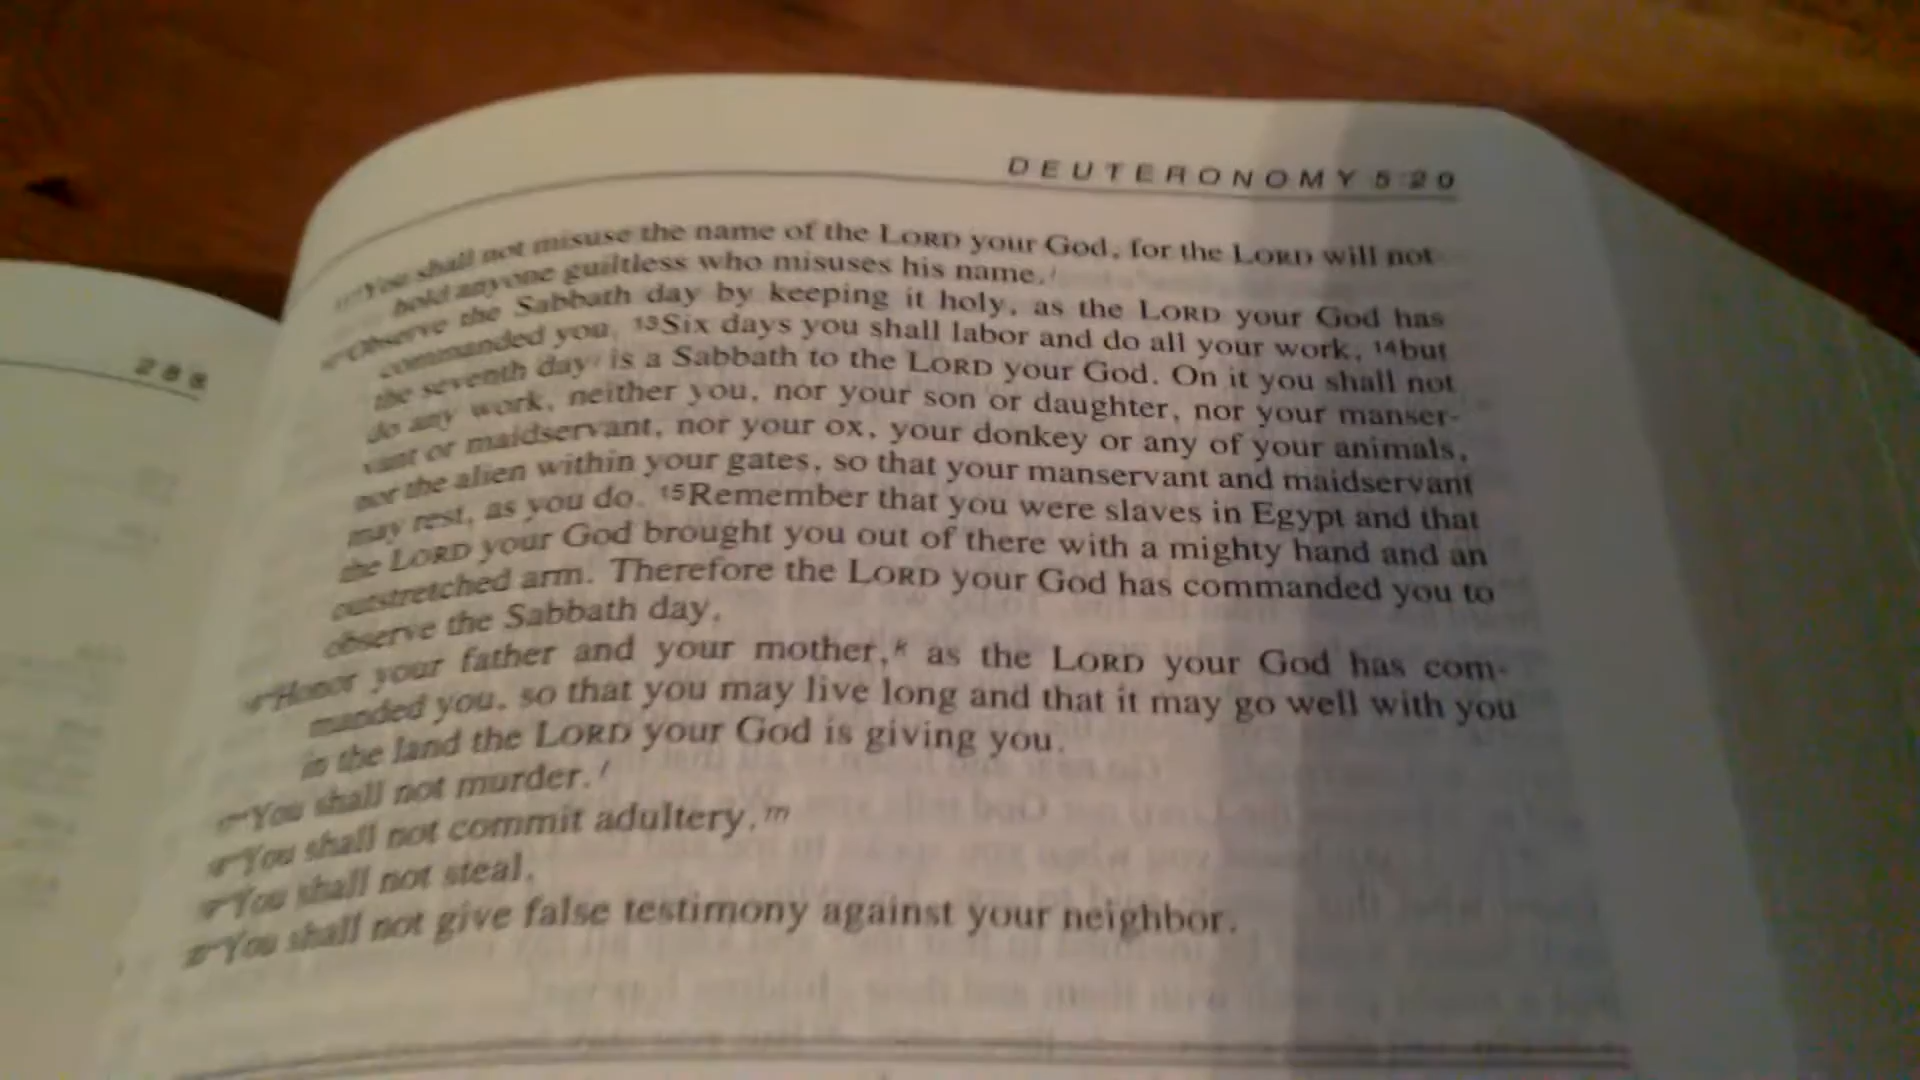 288
DEUTERONOMY 5:20
11"You shall not misuse the name of the LORD your God, for the LORD will not
hold anyone guiltless who misuses his name.
12"Observe the Sabbath day by keeping it holy, as the LORD your God has
commanded you. 13Six days you shall labor and do all your work, 14but
the seventh day is a Sabbath to the LORD your God. On it you shall not
do any work, neither you, nor your son or daughter, nor your manser-
vant or maidservant, nor your ox, your donkey or any of your animals,
nor the alien within your gates, so that your manservant and maidservant
may rest, as you do. 15Remember that you were slaves in Egypt and that
the LORD your God brought you out of there with a mighty hand and an
outstretched arm. Therefore the LORD your God has commanded you to
observe the Sabbath day.
16"Honor your father and your mother,k as the LORD your God has com-
manded you, so that you may live long and that it may go well with you
in the land the LORD your God is giving you.
17"You shall not murder.l
18"You shall not commit adultery.m
19"You shall not steal.
20"You shall not give false testimony against your neighbor.